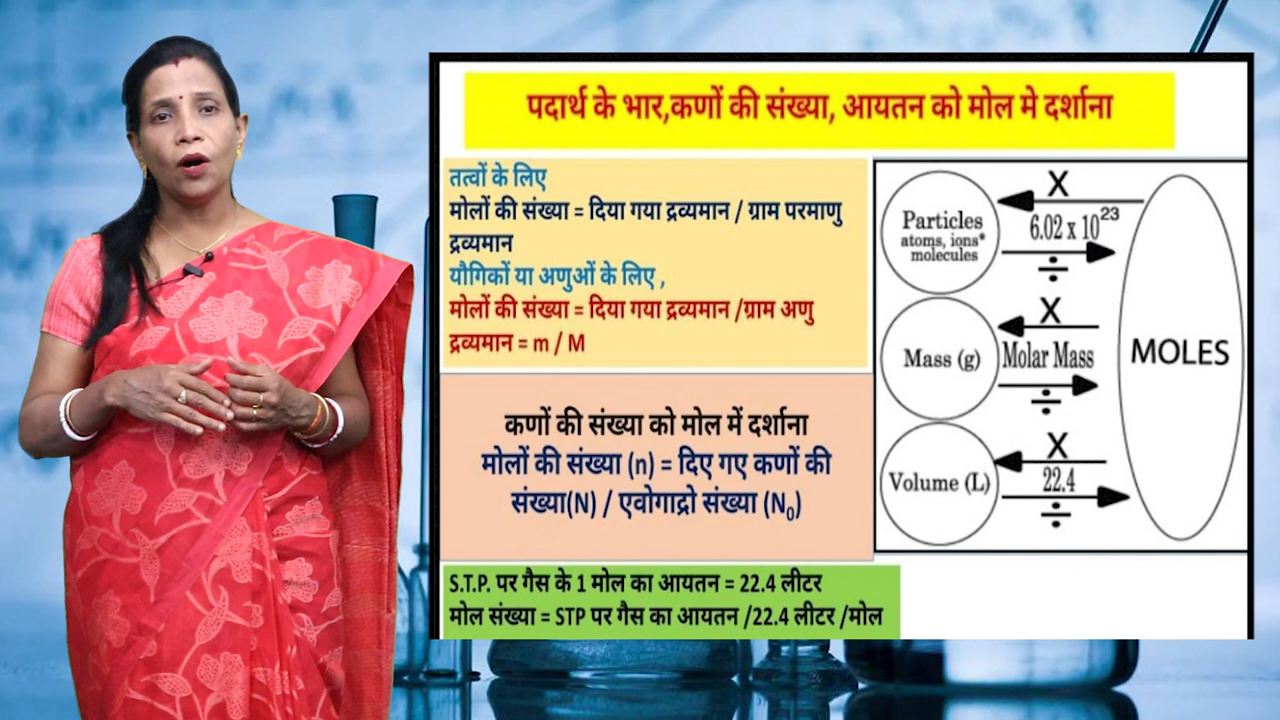 पदार्थ के भार,कणों की संख्या, आयतन को मोल मे दर्शाना
तत्वों के लिए
मोलों की संख्या = दिया गया द्रव्यमान / ग्राम परमाणु
द्रव्यमान
यौगिकों या अणुओं के लिए ,
मोलों की संख्या = दिया गया द्रव्यमान /ग्राम अणु
द्रव्यमान = m / M
कणों की संख्या को मोल में दर्शाना
मोलों की संख्या (n) = दिए गए कणों की
संख्या(N) / एवोगाद्रो संख्या (N₀)
S.T.P. पर गैस के 1 मोल का आयतन = 22.4 लीटर
मोल संख्या = STP पर गैस का आयतन /22.4 लीटर /मोल
Particles
atoms, ions*
molecules
X
6.02 x 10²³
÷
Mass (g)
X
Molar Mass
÷
Volume (L)
X
22.4
÷
MOLES